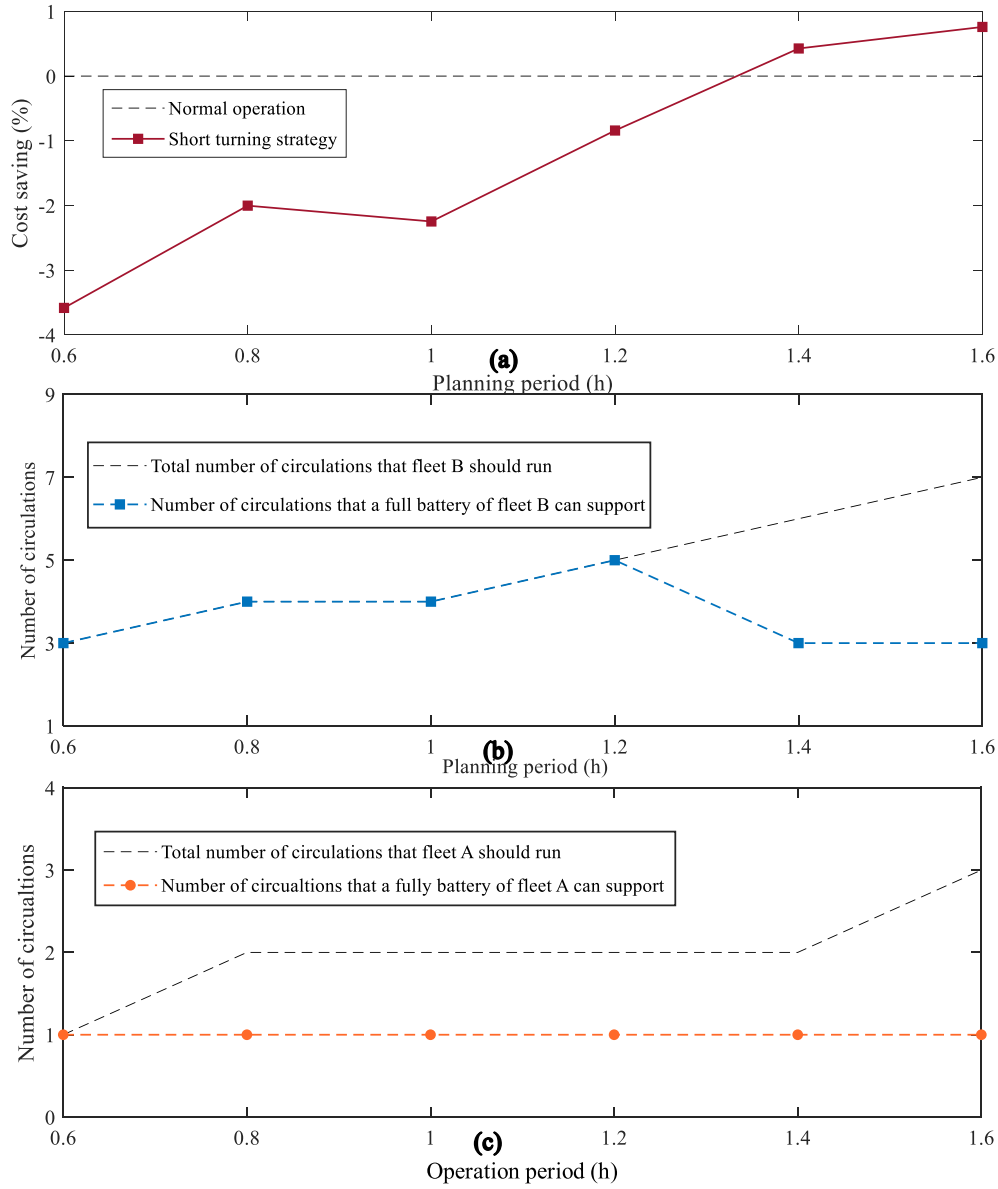 1
0
-1
-2
-3
-4
Cost saving (%)
Normal operation
Short turning strategy
0.6
0.8
1
1.2
1.4
1.6
(a)
Planning period (h)
9
7
5
3
1
Number of circulations
Total number of circulations that fleet B should run
Number of circulations that a full battery of fleet B can support
0.6
0.8
1
1.2
1.4
1.6
(b)
Planning period (h)
4
3
2
1
0
Number of circualtions
Total number of circulations that fleet A should run
Number of circualtions that a fully battery of fleet A can support
0.6
0.8
1
1.2
1.4
1.6
(c)
Operation period (h)